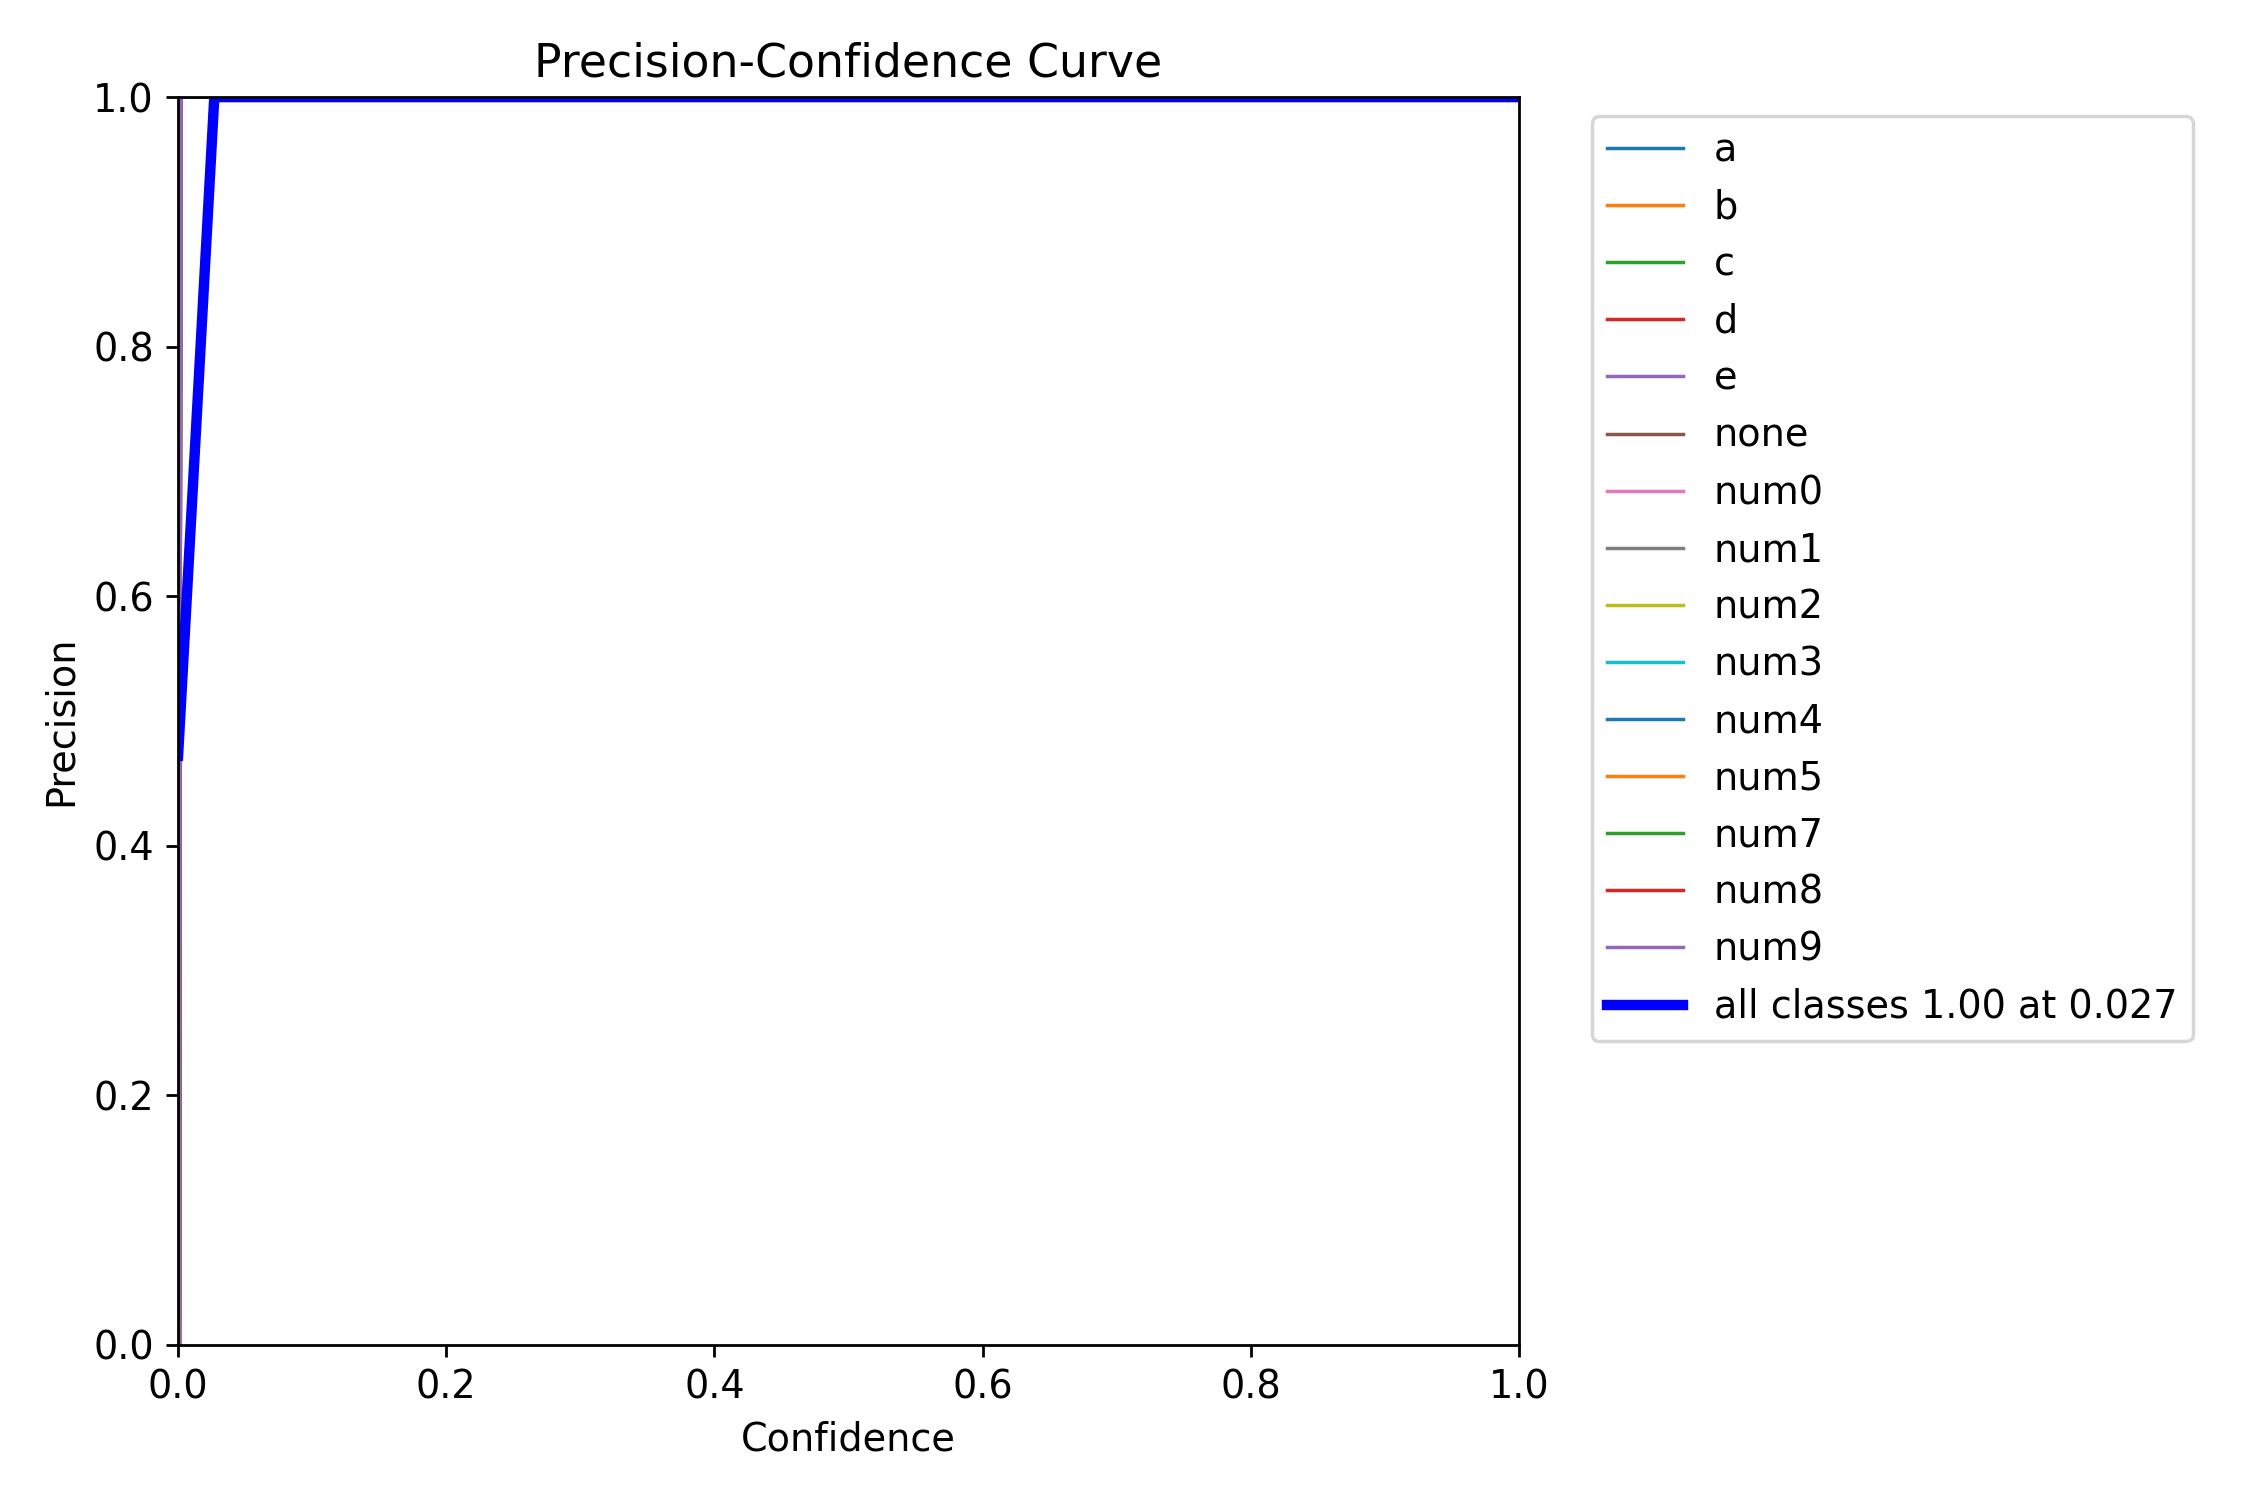 Precision-Confidence Curve
1.0
0.8
0.6
0.4
0.2
0.0
Precision
0.0 0.2 0.4 0.6 0.8 1.0
Confidence
a
b
c
d
e
none
num0
num1
num2
num3
num4
num5
num7
num8
num9
all classes 1.00 at 0.027